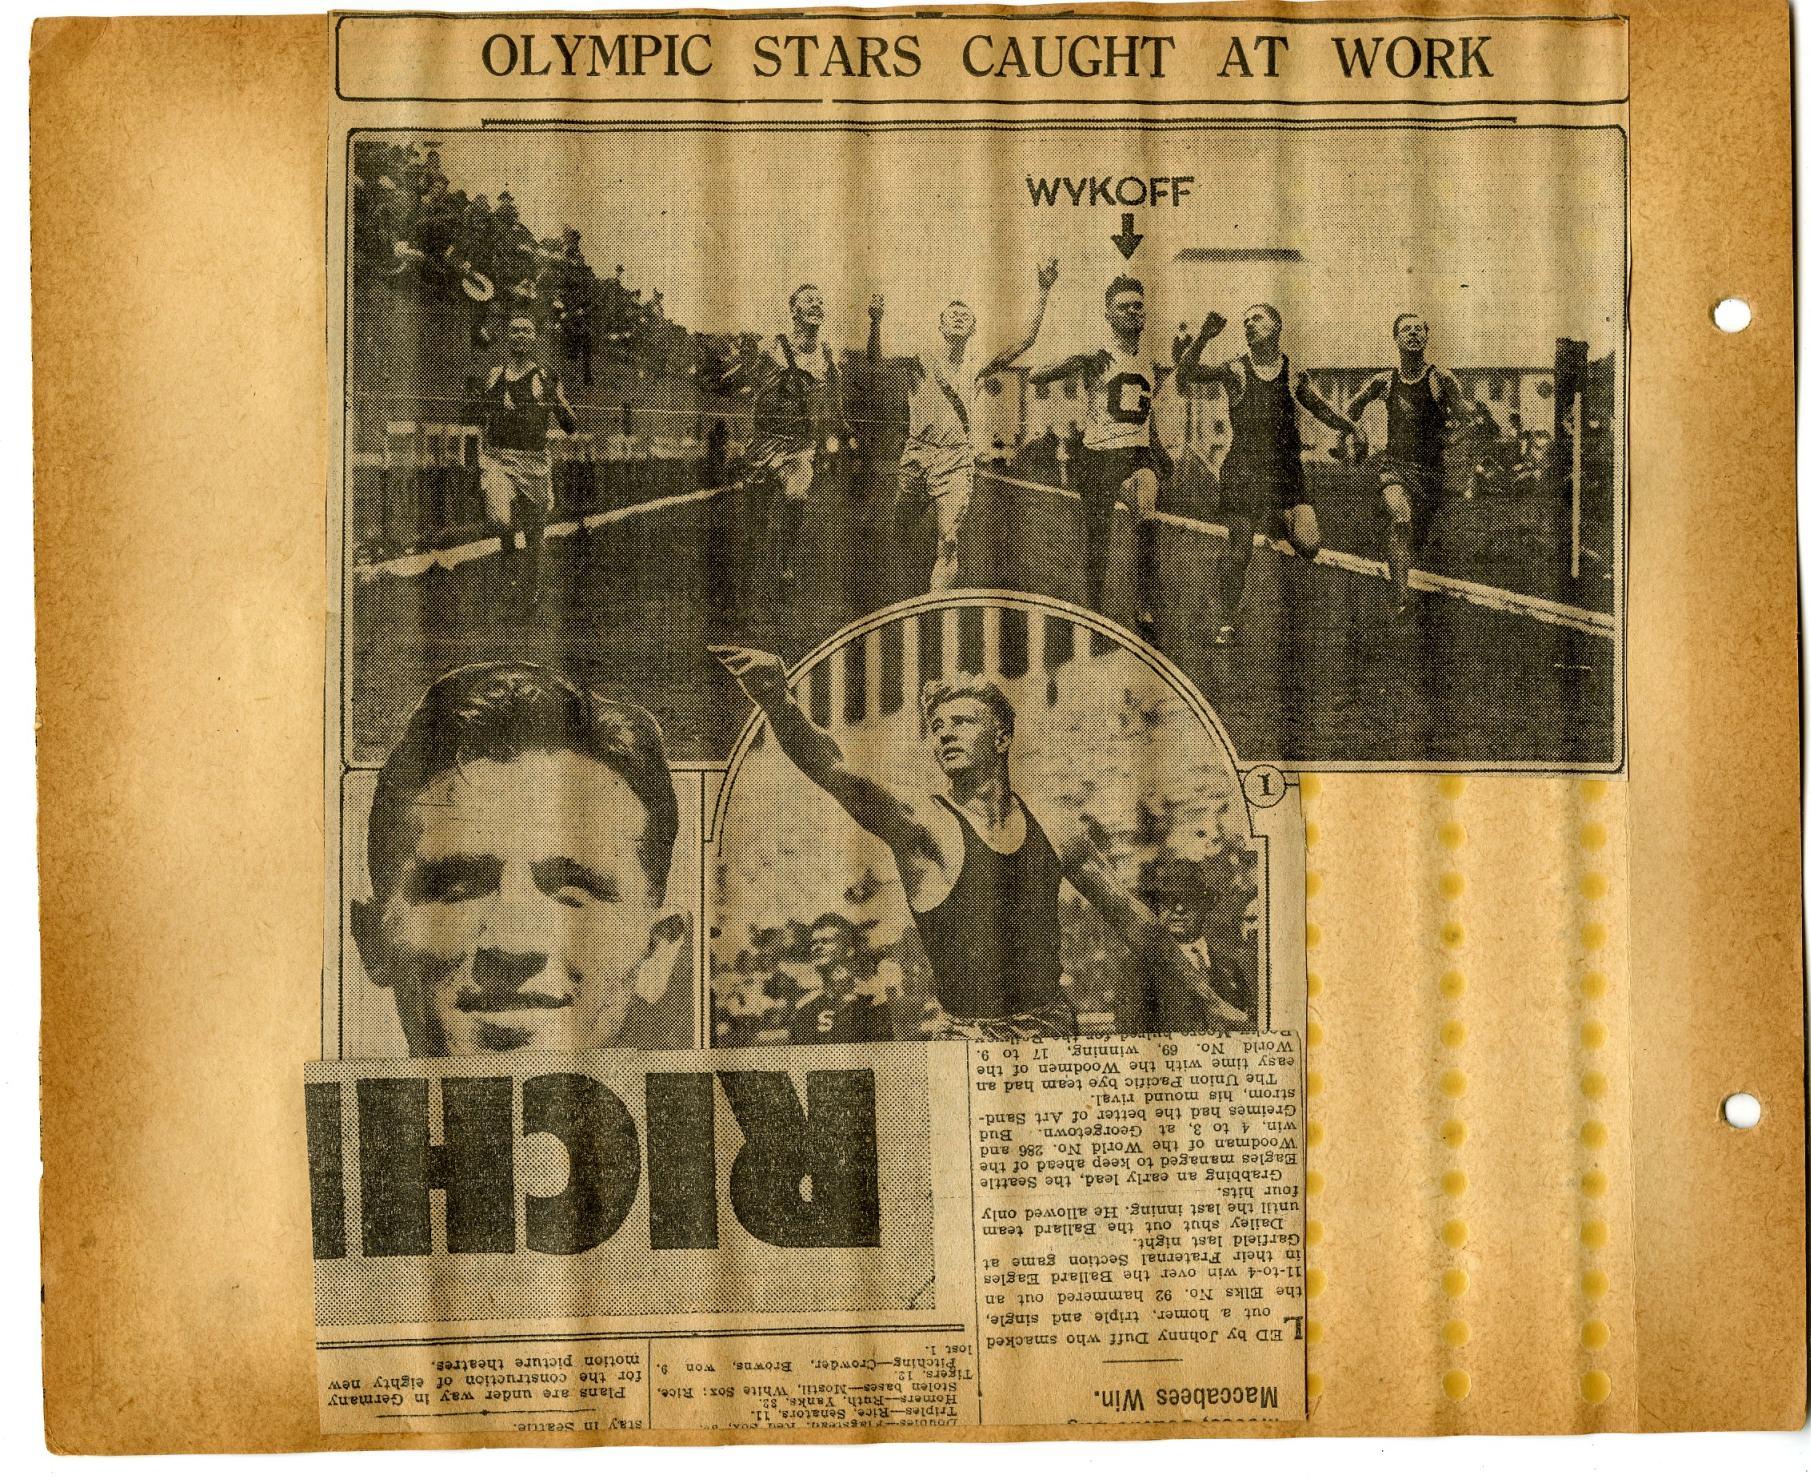 OLYMPIC STARS CAUGHT AT WORK
WYKOFF
G
1
S
RICH
Maccabees Win.
LED by Johnny Duff who smacked
out a homer, triple and single,
the Elks No. 92 hammered out an
11-to-4 win over the Ballard Eagles
in their Fraternal Section game at
Garfield last night.
Dailey shut out the Ballard team
until the last inning. He allowed only
four hits.
Grabbing an early lead, the Seattle
Eagles managed to keep ahead of the
Woodman of the World No. 286 and
win, 4 to 3, at Georgetown. Bud
Greimes had the better of Art Sand-
strom, his mound rival.
The Union Pacific bye team had an
easy time with the Woodmen of the
World No. 69, winning, 17 to 9.
Doubles—Flagstead, Red Sox,
Triples—Rice, Senators, 11.
Homers—Ruth, Yanks,
Stolen bases—Mostil, White Sox; Rice,
Tigers, 12.
Pitching—Crowder, Browns, won 9
lost 1.
stay in Seattle.
Plans are under way in Germany
for the construction of eighty new
motion picture theatres.